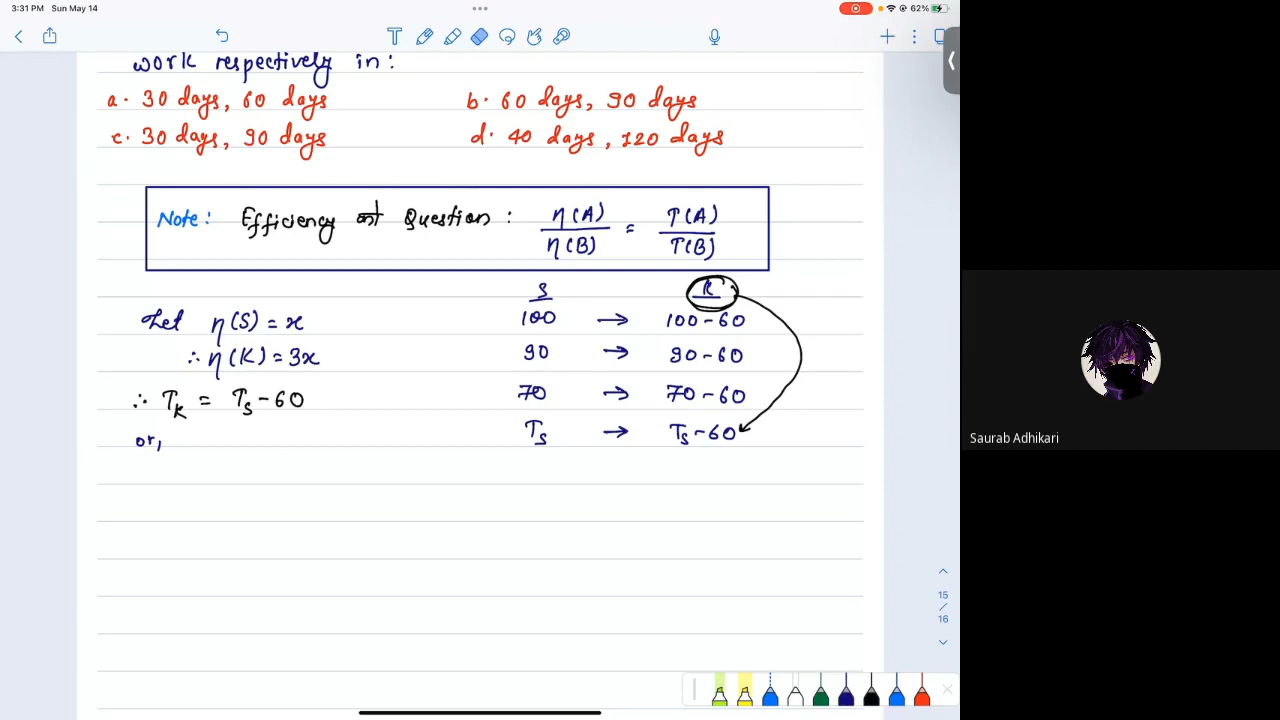 3:31 PM Sun May 14
62%
work respectively in:
a. 30 days, 60 days
b. 60 days, 90 days
c. 30 days, 90 days
d. 40 days, 120 days
Note: Efficiency Question: η(A)/η(B) = T(A)/T(B)
S K
Let η(S) = x
100 → 100-60
∴ η(K) = 3x
90 → 90-60
∴ T_K = T_S - 60
70 → 70-60
or,
T_S → T_S-60
15
/
16
Saurab Adhikari